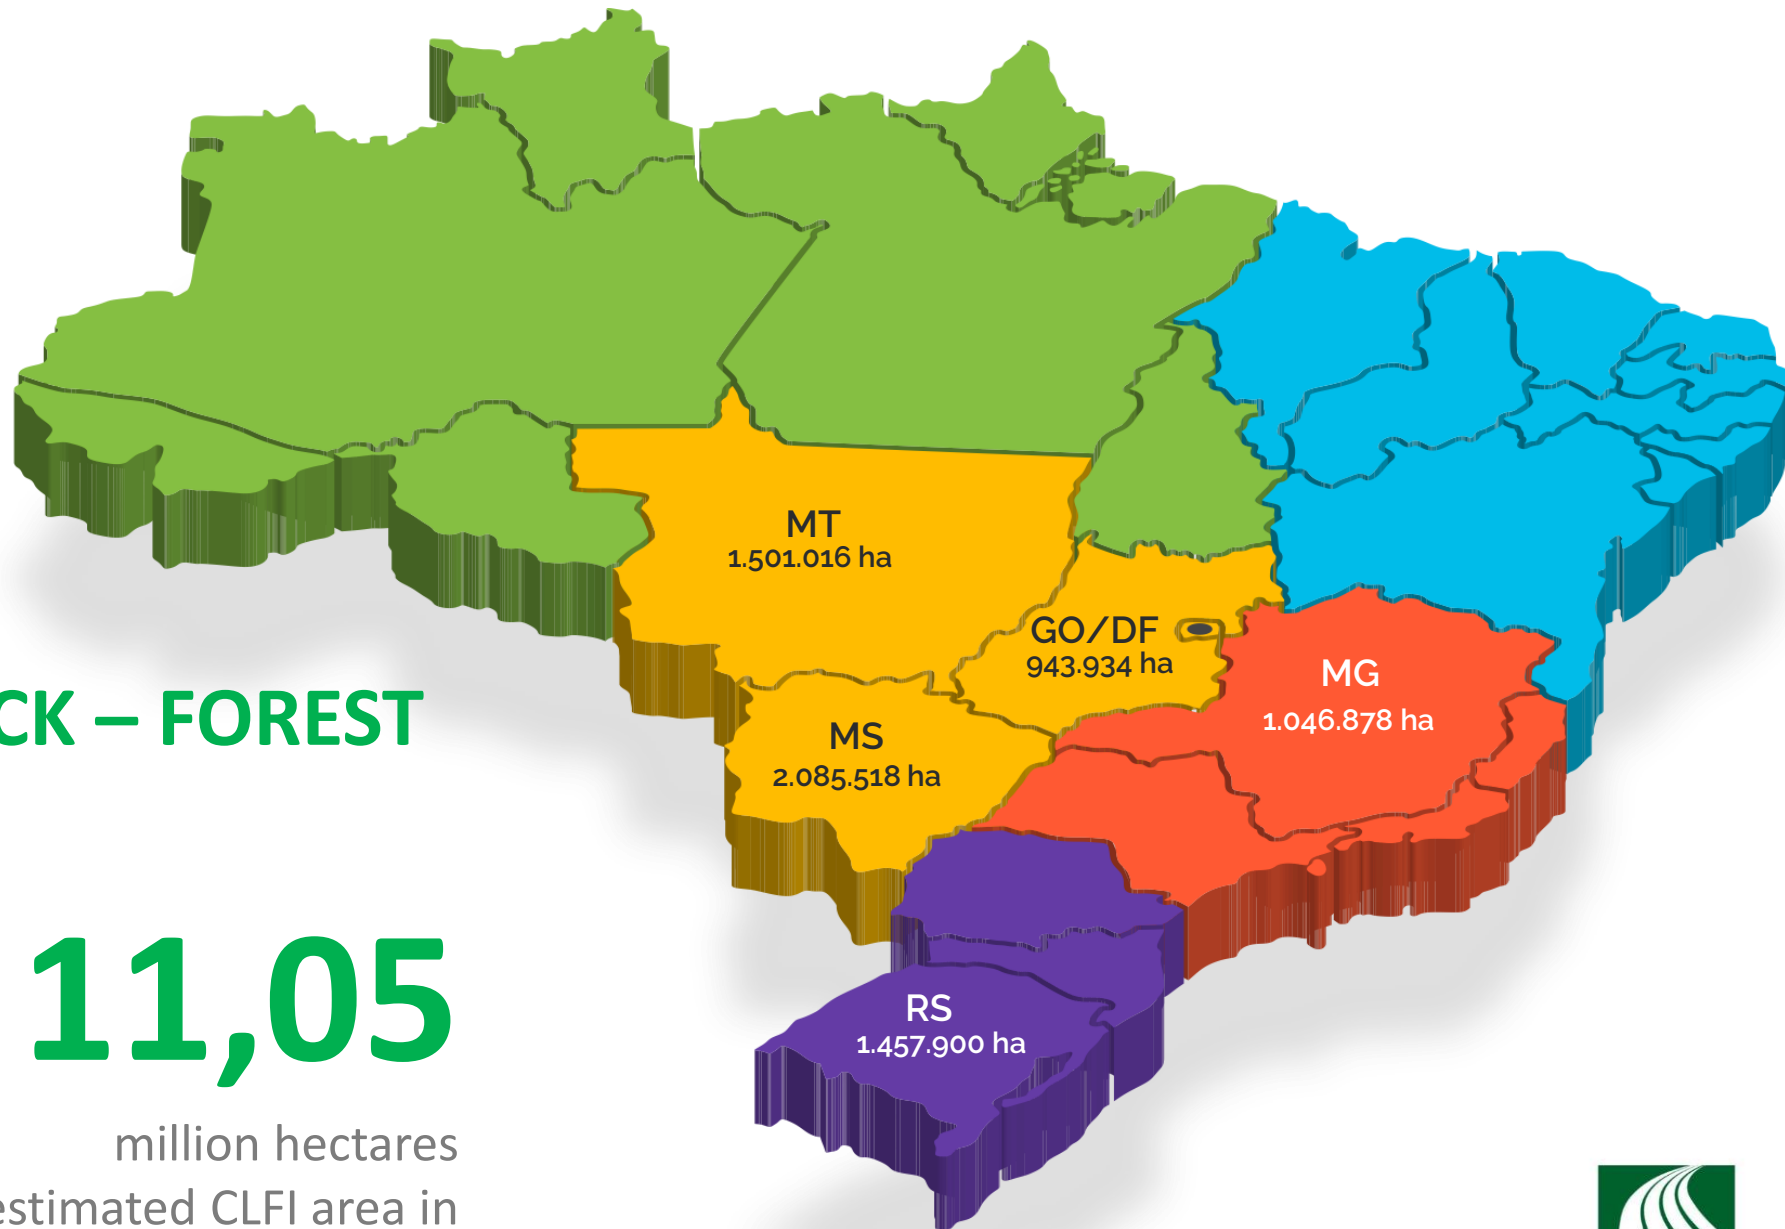 MT
1.501.016 ha
GO/DF
943.934 ha
MG
1.046.878 ha
CK – FOREST
MS
2.085.518 ha
11,05
RS
1.457.900 ha
million hectares
estimated CLFI area in